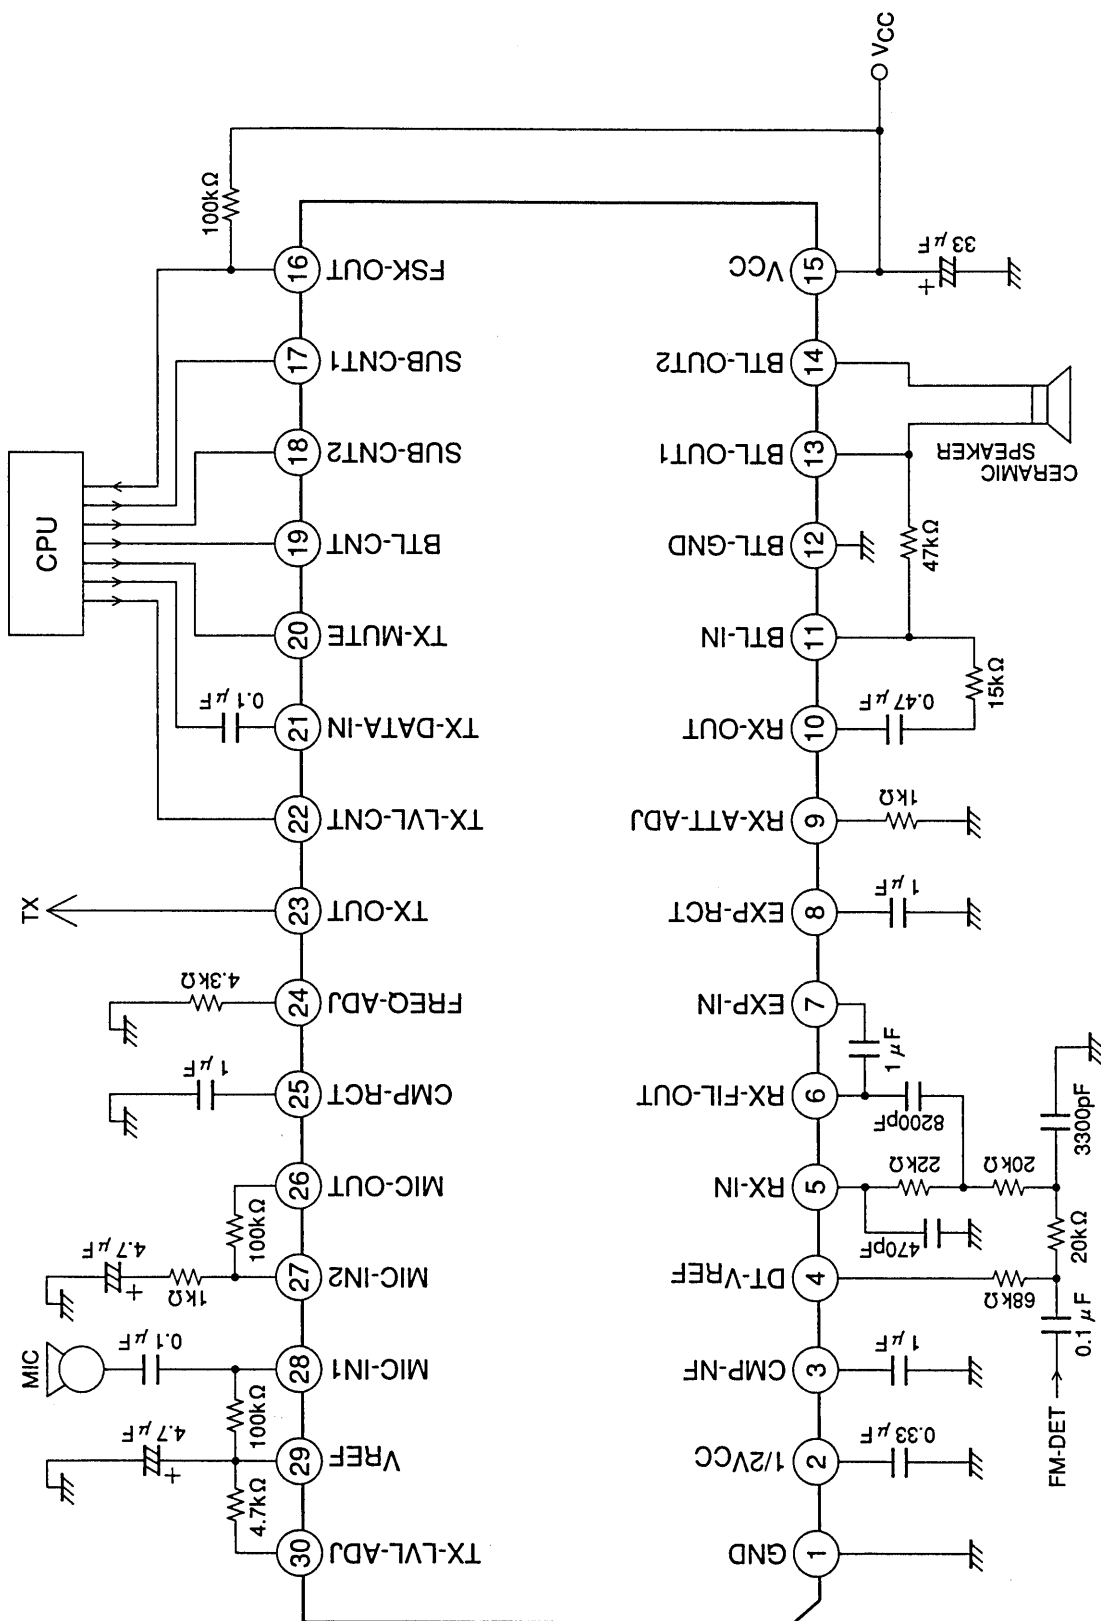 CPU
TX
MIC
VCC
100kΩ
0.1μF
4.3kΩ
1μF
100kΩ
4.7μF
1kΩ
0.1μF
100kΩ
4.7μF
4.7kΩ
16
FSK-OUT
17
SUB-CNT1
18
SUB-CNT2
19
BTL-CNT
20
TX-MUTE
21
TX-DATA-IN
22
TX-LVL-CNT
23
TX-OUT
24
FREQ-ADJ
25
CMP-RCT
26
MIC-OUT
27
MIC-IN2
28
MIC-IN1
29
VREF
30
TX-LVL-ADJ
GND
1
1/2VCC
2
CMP-NF
3
DT-VREF
4
RX-IN
5
RX-FIL-OUT
6
EXP-IN
7
EXP-RCT
8
RX-ATT-ADJ
9
RX-OUT
10
BTL-IN
11
BTL-GND
12
BTL-OUT1
13
BTL-OUT2
14
VCC
15
0.33μF
1μF
68kΩ
470pF
22kΩ
8200pF
1μF
20kΩ
20kΩ
3300pF
0.1μF
FM-DET
1μF
1kΩ
0.47μF
15kΩ
47kΩ
CERAMIC
SPEAKER
+
33μF
+
+